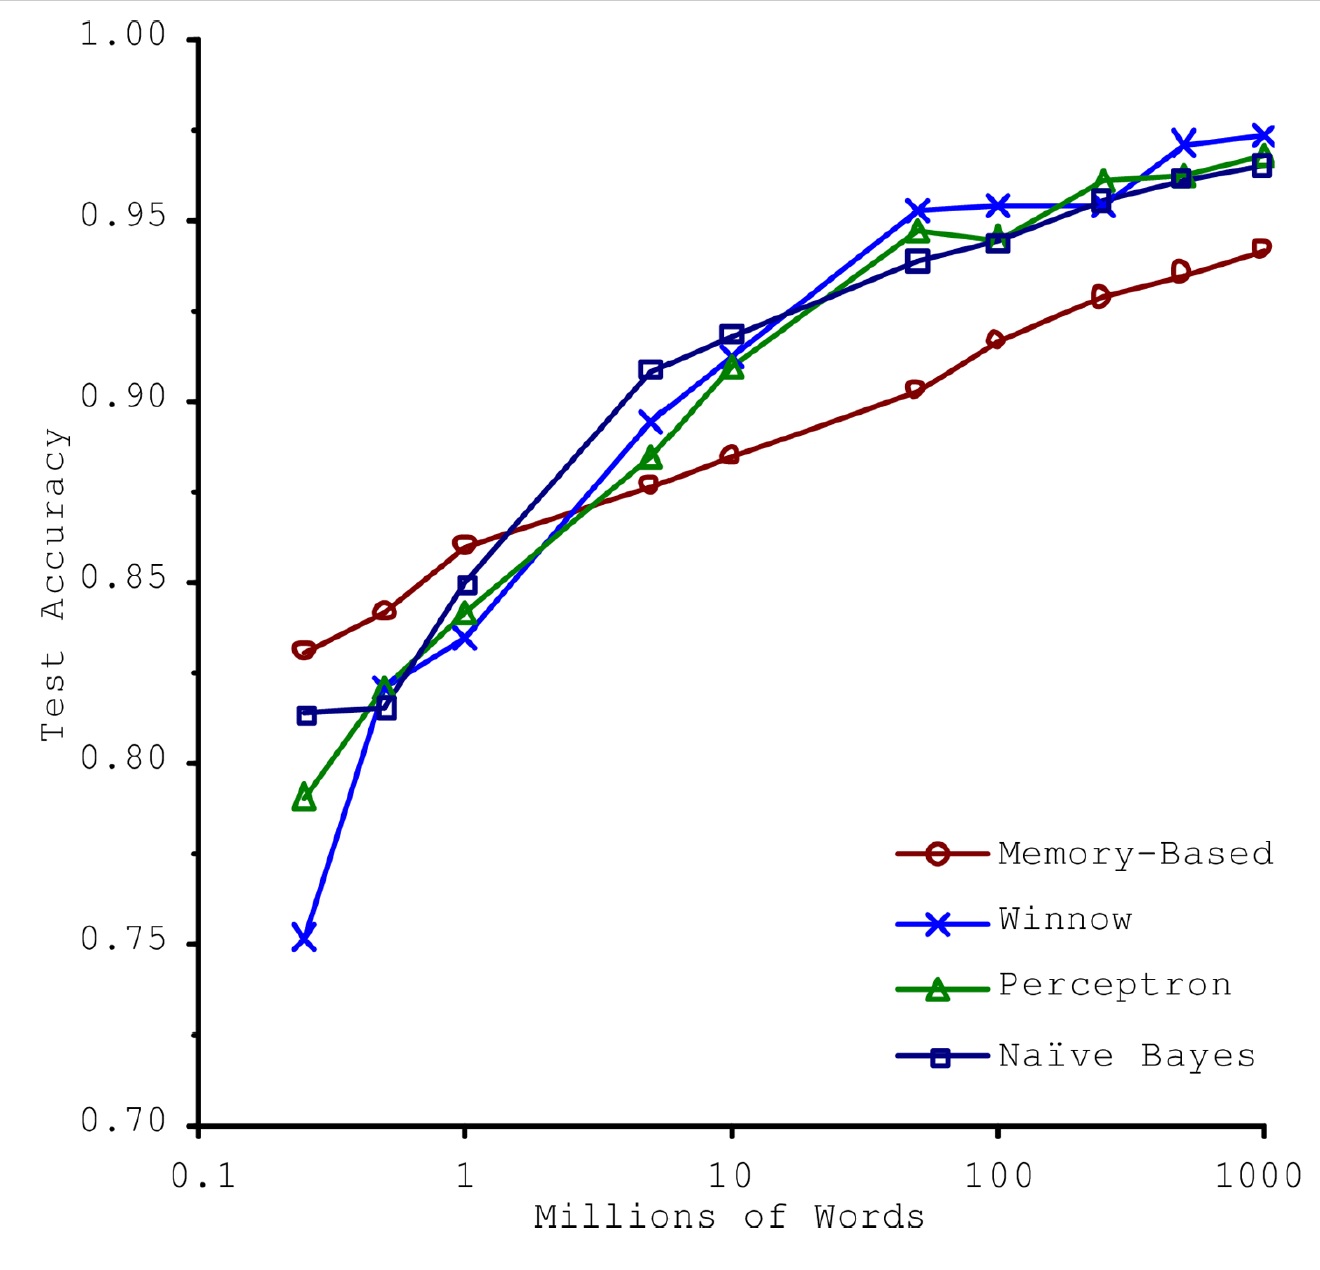 1.00
0.95
0.90
0.85
0.80
0.75
0.70
Test Accuracy
0.1 1 10 100 1000
Millions of Words
Memory-Based
Winnow
Perceptron
Naïve Bayes